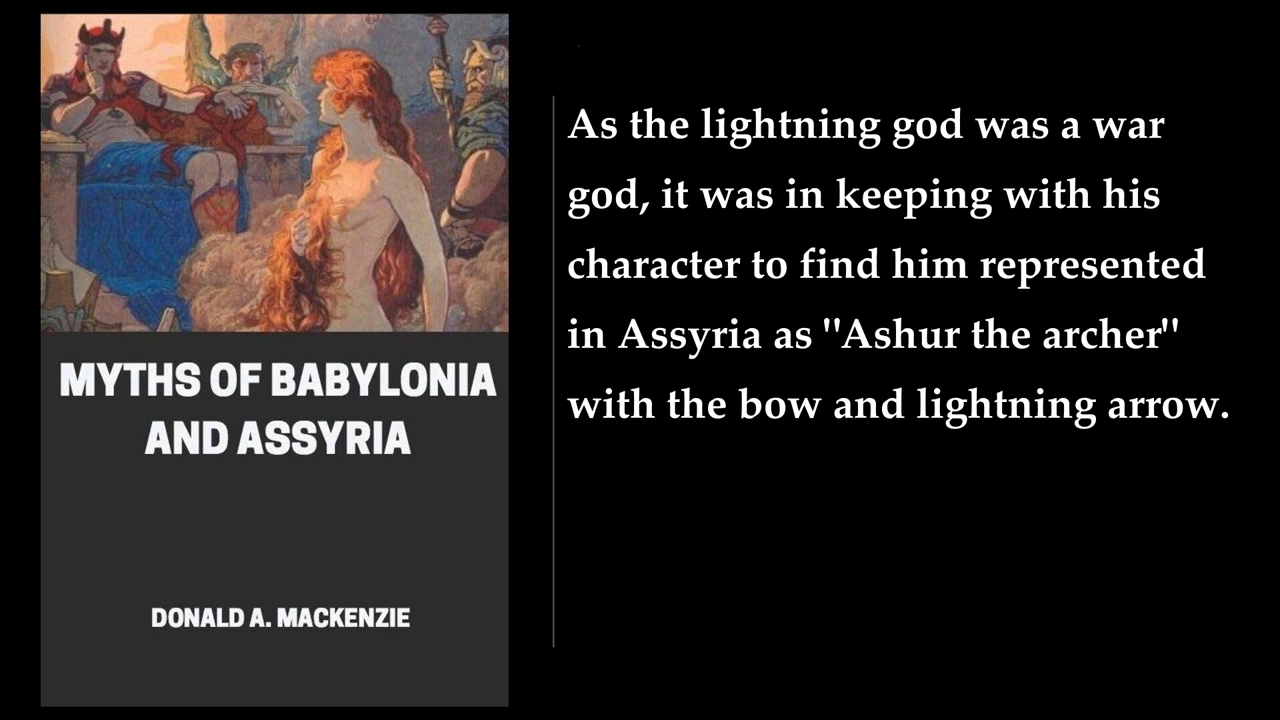 MYTHS OF BABYLONIA
AND ASSYRIA
DONALD A. MACKENZIE
As the lightning god was a war
god, it was in keeping with his
character to find him represented
in Assyria as "Ashur the archer"
with the bow and lightning arrow.